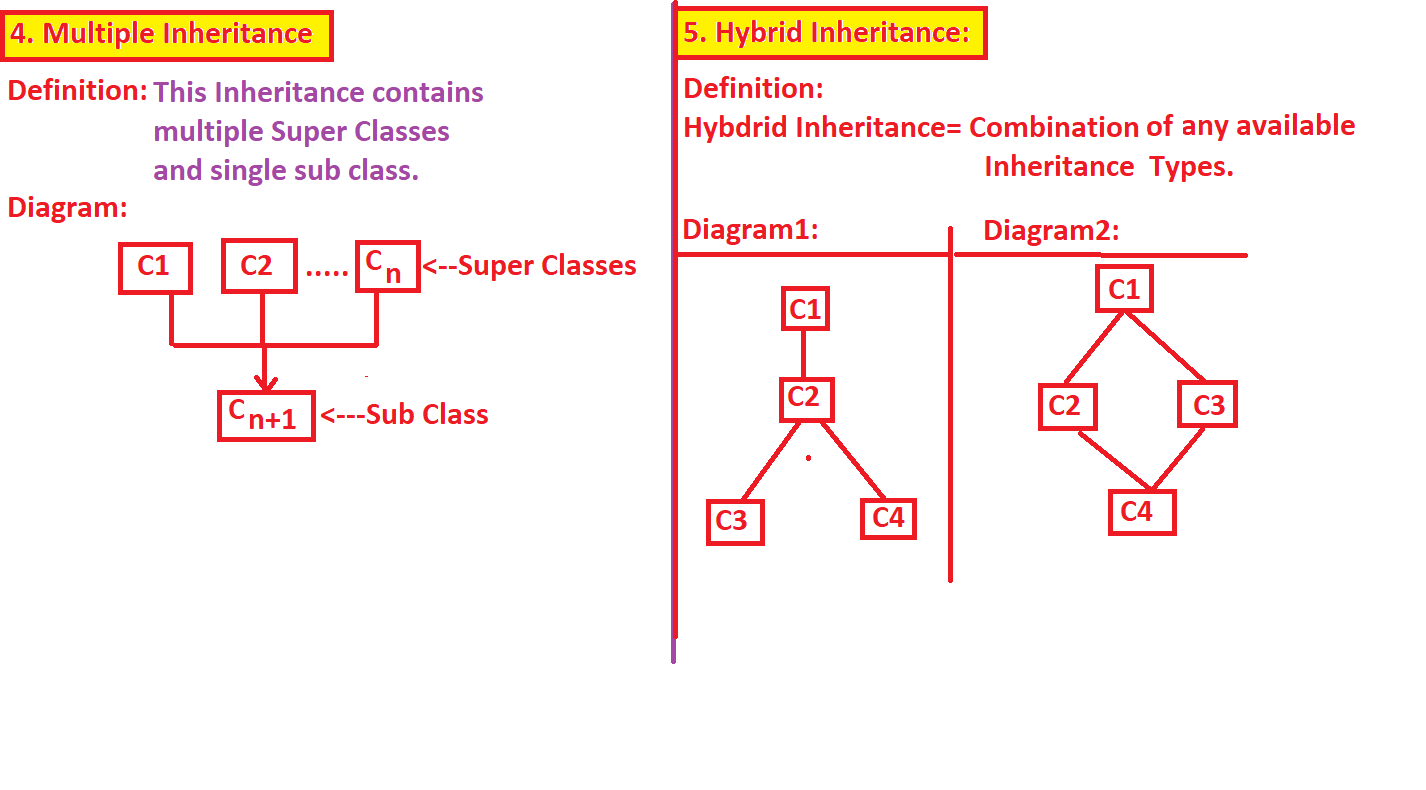 4. Multiple Inheritance
Definition: This Inheritance contains
multiple Super Classes
and single sub class.
Diagram:
C1 C2 ..... Cn <--Super Classes
Cn+1 <---Sub Class
5. Hybrid Inheritance:
Definition:
Hybdrid Inheritance= Combination of any available
Inheritance Types.
Diagram1:
C1
C2
C3 C4
Diagram2:
C1
C2 C3
C4